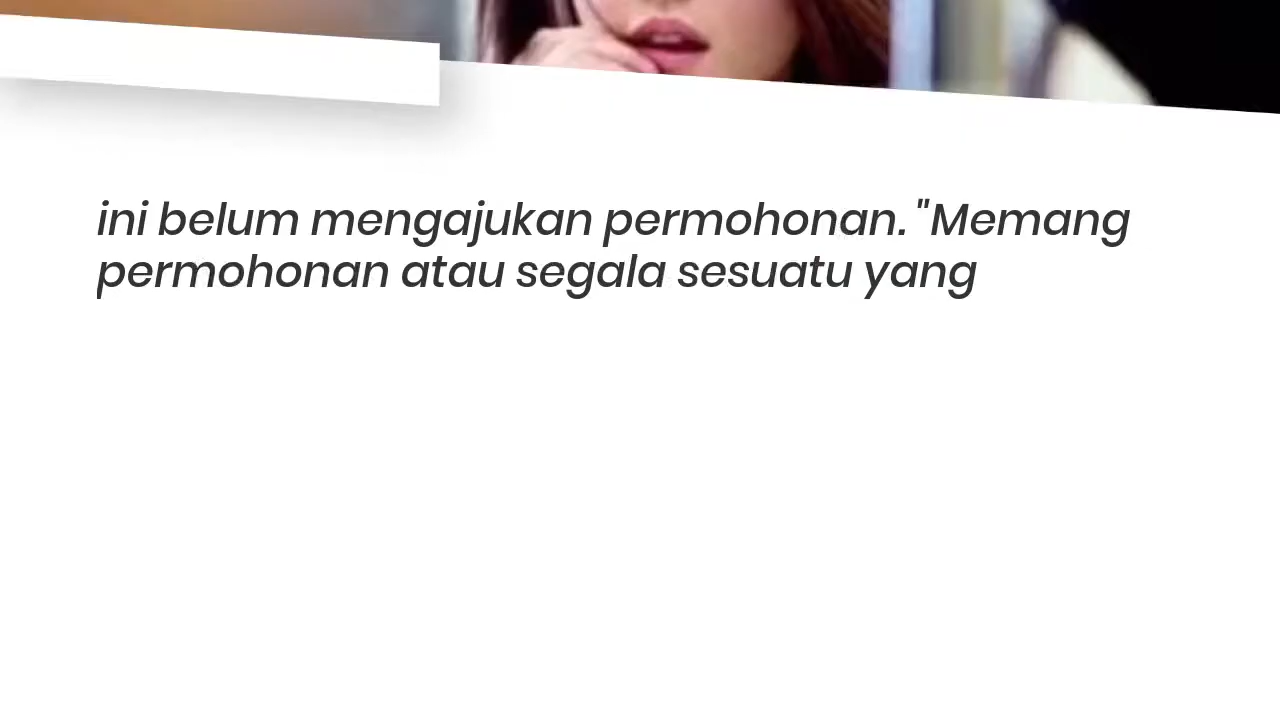 ini belum mengajukan permohonan. "Memang
permohonan atau segala sesuatu yang